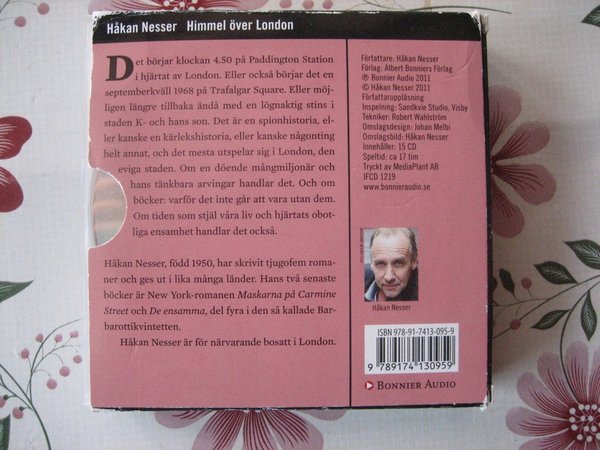 Håkan Nesser Himmel över London
Det börjar klockan 4.50 på Paddington Station
i hjärtat av London. Eller också börjar det en
septemberkväll 1968 på Trafalgar Square. Eller möj-
ligen längre tillbaka ändå med en lögnaktig stins i
staden K- och hans son. Det är en spionhistoria, el-
ler kanske en kärlekshistoria, eller kanske någonting
helt annat, och det mesta utspelar sig i London, den
eviga staden. Om en döende mångmiljonär och
hans tänkbara arvingar handlar det. Och om
böcker: varför det inte går att vara utan dem.
Om tiden som stjäl våra liv och hjärtats obot-
liga ensamhet handlar det också.
Håkan Nesser, född 1950, har skrivit tjugofem roma-
ner och ges ut i lika många länder. Hans två senaste
böcker är New York-romanen Maskarna på Carmine
Street och De ensamma, del fyra i den så kallade Bar-
barottikvintetten.
Håkan Nesser är för närvarande bosatt i London.
Författare: Håkan Nesser
Förlag: Albert Bonniers Förlag
℗ Bonnier Audio 2011
© Håkan Nesser 2011
Författaruppläsning
Inspelning: Sandkvie Studio, Visby
Tekniker: Robert Wahlström
Omslagsdesign: Johan Melbi
Omslagsbild: Håkan Nesser
Innehåller: 15 CD
Speltid: ca 17 tim
Tryckt av MediaPlant AB
IFCD 1219
www.bonnieraudio.se
Håkan Nesser
ISBN 978-91-7413-095-9
9 789174 130959
Bonnier Audio